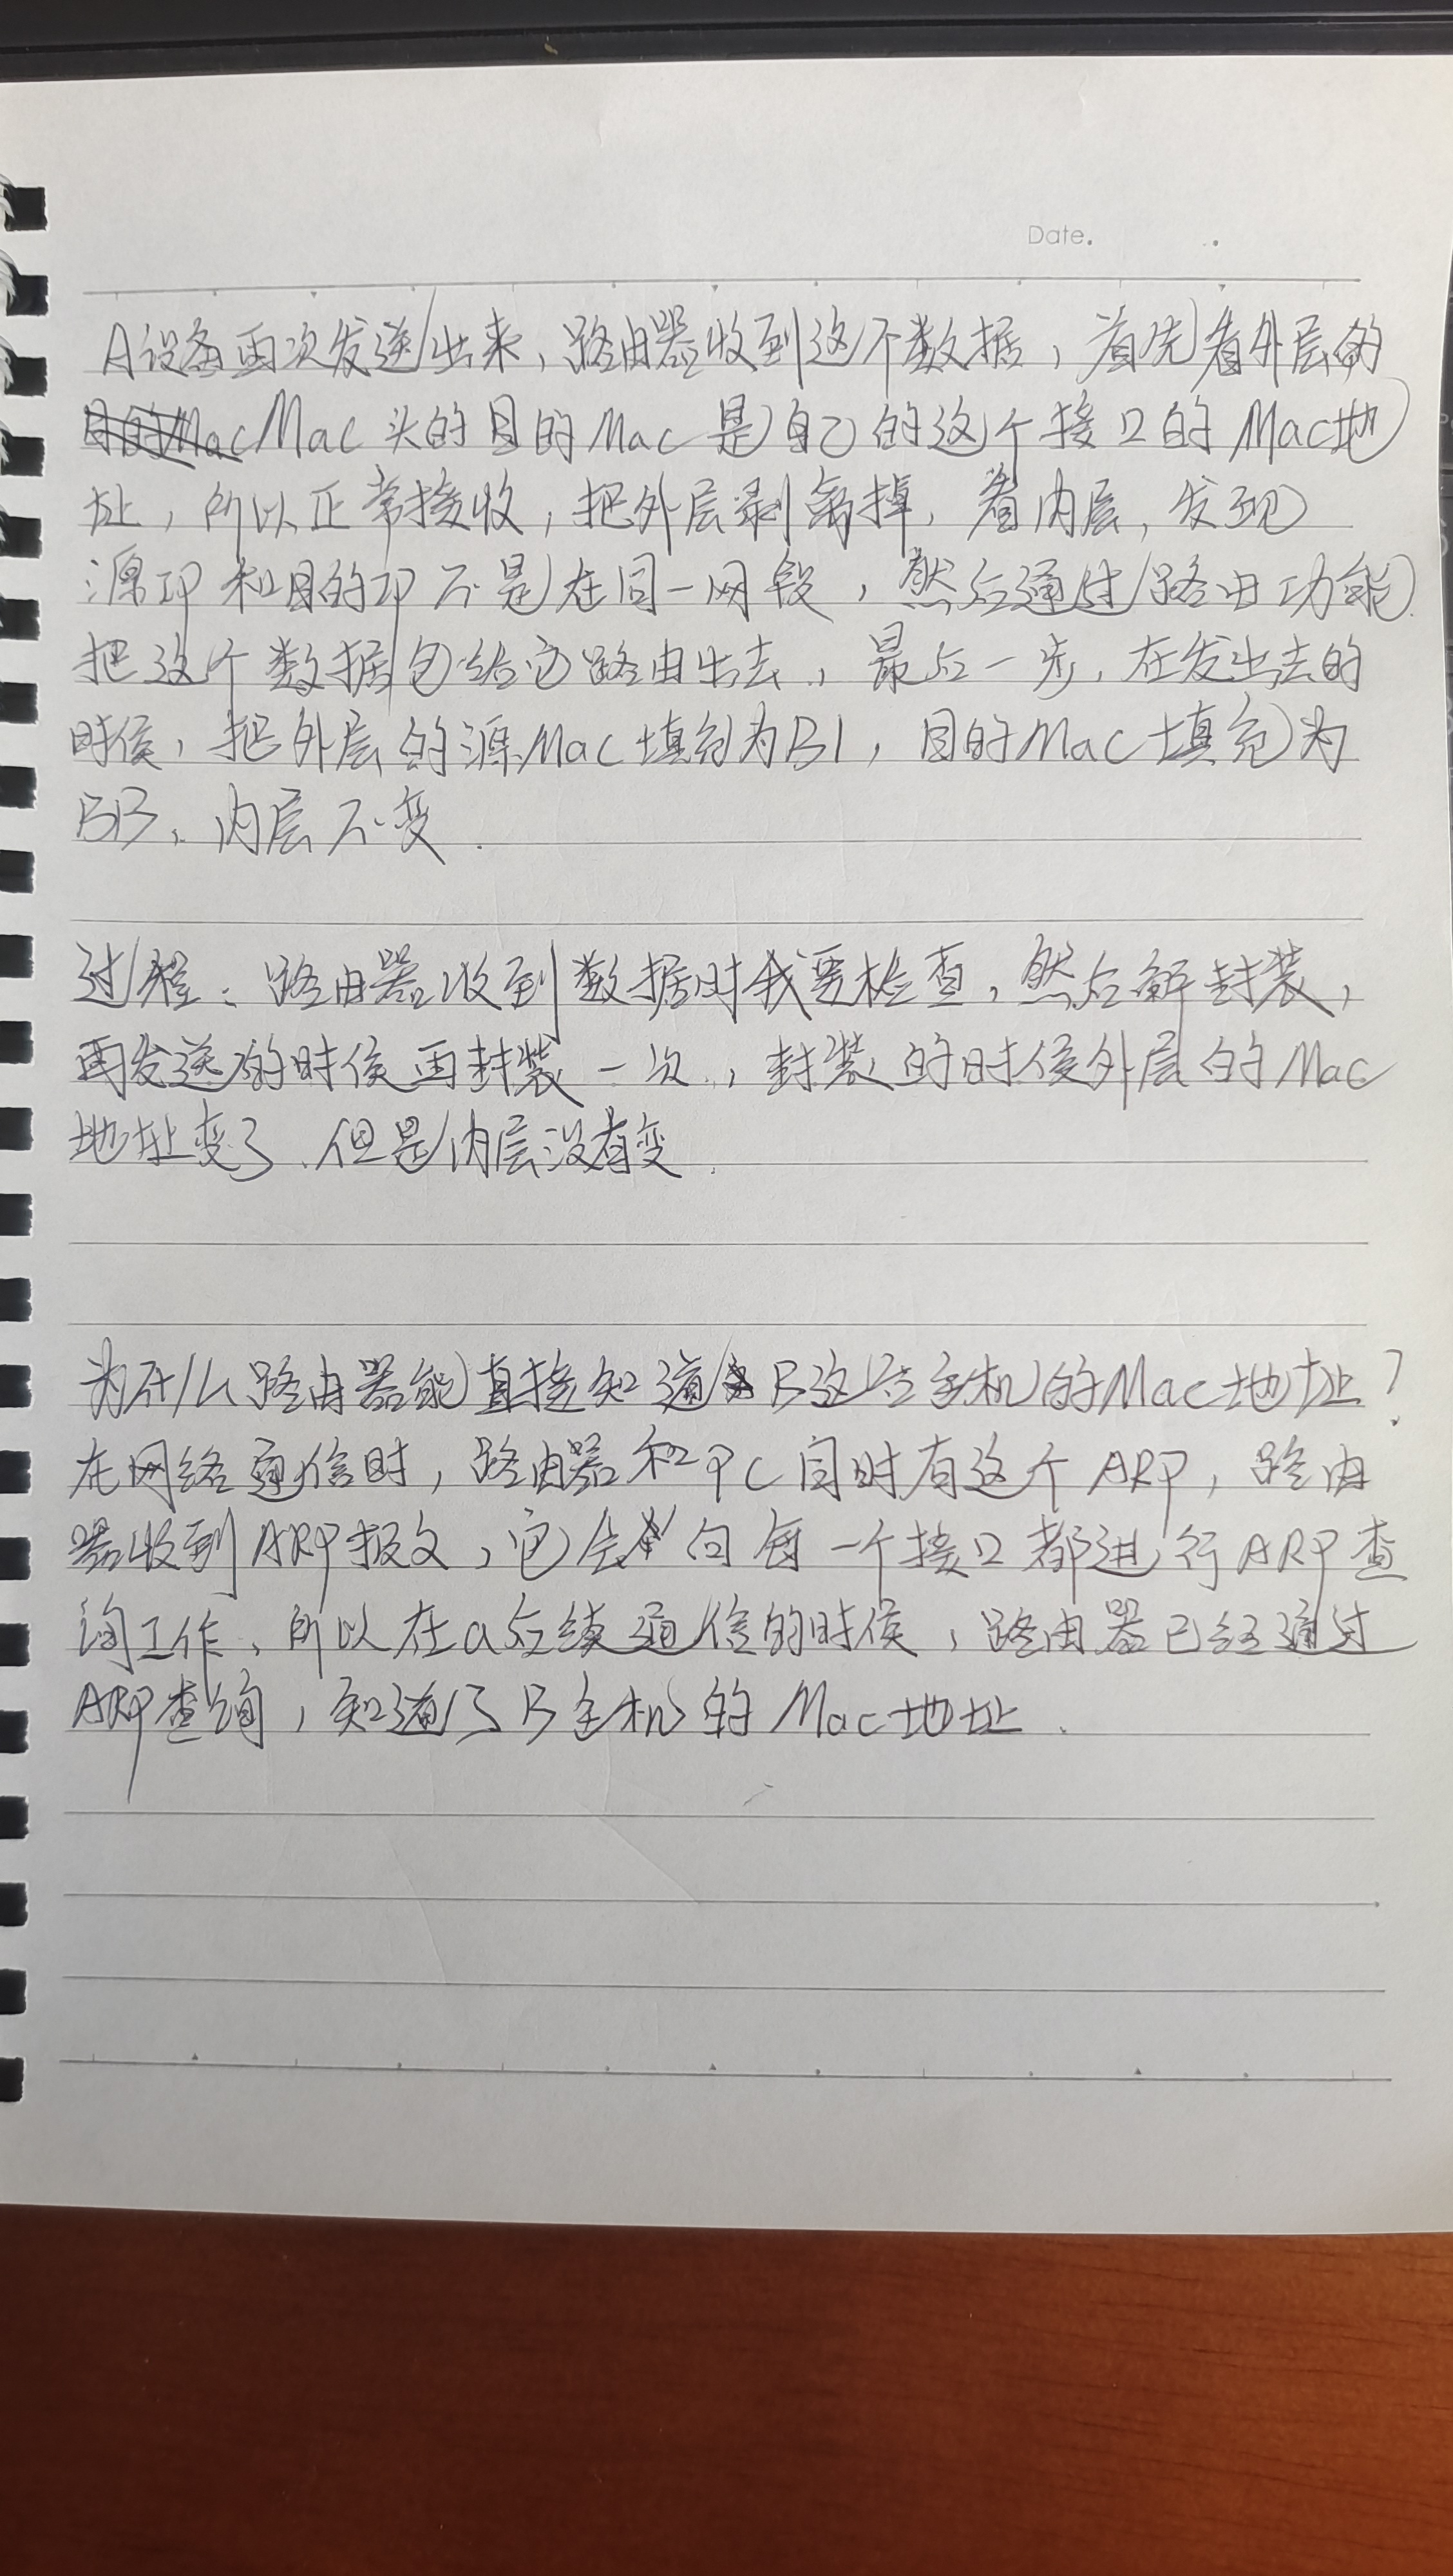 Date.
A设备再次发送出来，路由器收到这个数据，首先看外层的
Mac头的目的Mac是自己的这个接口的Mac地
址，所以正常接收，把外层剥离掉，看内层，发现
源IP和目的IP不是在同一网段，然后通过路由功能
把这个数据包给它路由出去，最后一步，在发出去的
时候，把外层的源Mac填充为B1，目的Mac填充为
BB，内层不变.
过程：路由器收到数据时我要检查，然后解封装，
再发送的时候再封装一次，封装的时候外层的Mac
地址变了，但是内层没有变.
为什么路由器能直接知道B这些主机的Mac地址？
在网络通信时，路由器和PC同时有这个ARP，路由
器收到ARP报文，它会向每一个接口都进行ARP查
询工作，所以在a后续通信的时候，路由器已经通过
ARP查询，知道了B主机的Mac地址.